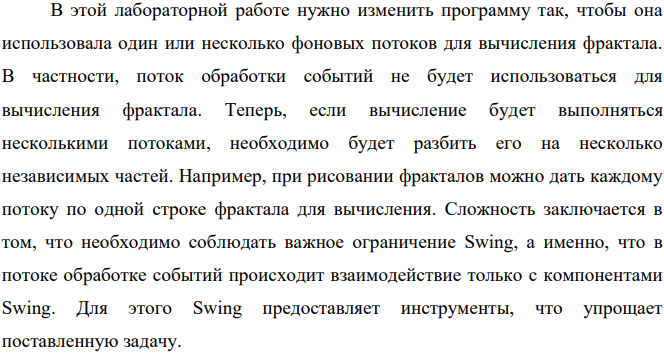 В этой лабораторной работе нужно изменить программу так, чтобы она
использовала один или несколько фоновых потоков для вычисления фрактала.
В частности, поток обработки событий не будет использоваться для
вычисления фрактала. Теперь, если вычисление будет выполняться
несколькими потоками, необходимо будет разбить его на несколько
независимых частей. Например, при рисовании фракталов можно дать каждому
потоку по одной строке фрактала для вычисления. Сложность заключается в
том, что необходимо соблюдать важное ограничение Swing, а именно, что в
потоке обработке событий происходит взаимодействие только с компонентами
Swing. Для этого Swing предоставляет инструменты, что упрощает
поставленную задачу.